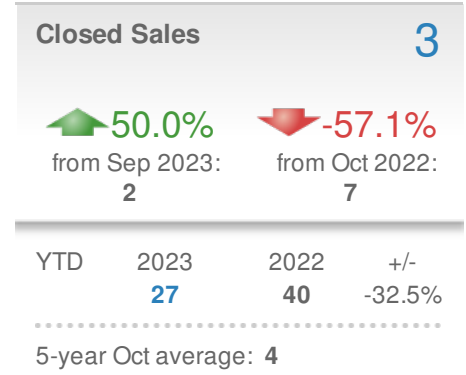 Closed Sales 3
50.0% -57.1%
from Sep 2023: from Oct 2022:
2 7
YTD 2023 2022 +/-
27 40 -32.5%
5-year Oct average: 4